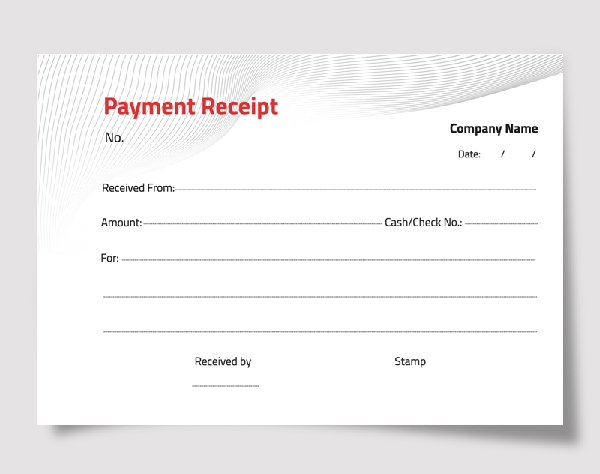 Payment Receipt
No.
Company Name
Date: / /
Received From:
Amount: Cash/Check No.:
For:
Received by Stamp